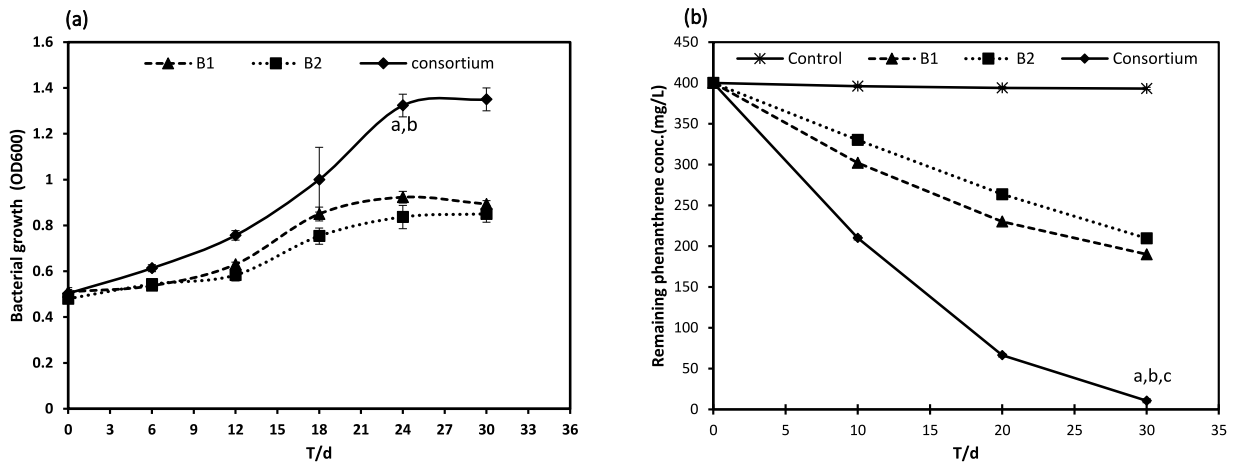 (a)
1.6
1.4
1.2
1
0.8
0.6
0.4
0.2
0
B1 B2 consortium
a,b
Bacterial growth (OD600)
0 3 6 9 12 15 18 21 24 27 30 33 36
T/d
(b)
450
400
350
300
250
200
150
100
50
0
Control B1 B2 Consortium
a,b,c
Remaining phenanthrene conc.(mg/L)
0 5 10 15 20 25 30 35
T/d